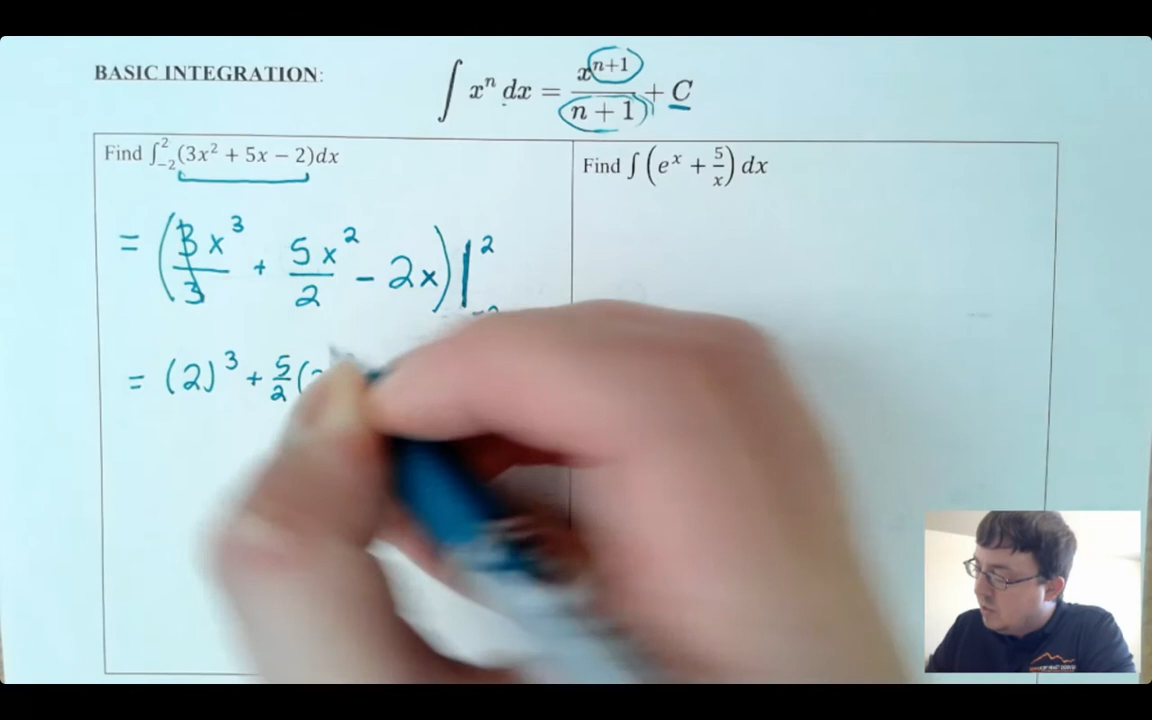 BASIC INTEGRATION:
∫ xⁿ dx = xⁿ⁺¹ / (n + 1) + C
Find ∫₋₂² (3x² + 5x − 2)dx
= (3x³/3 + 5x²/2 − 2x)|₋₂²
= (2)³ + 5/2 (
Find ∫ (eˣ + 5/x) dx